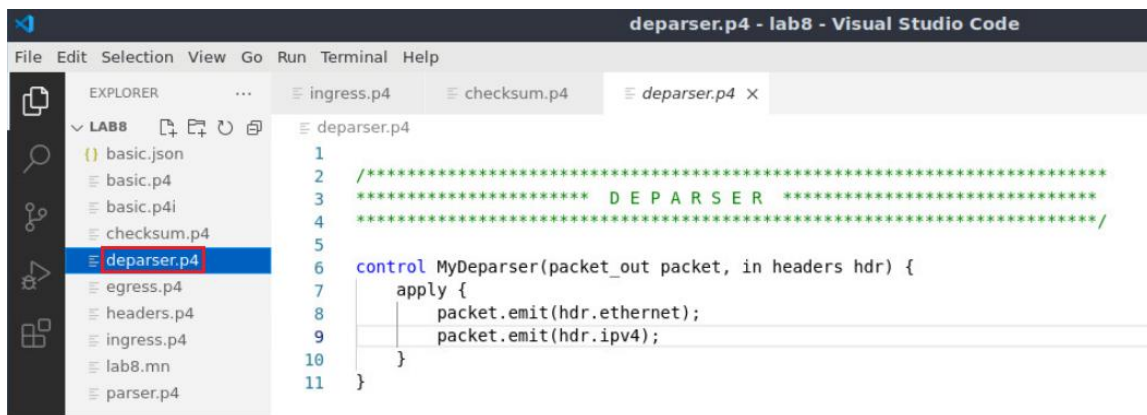 deparser.p4 - lab8 - Visual Studio Code
File Edit Selection View Go Run Terminal Help
EXPLORER ... ingress.p4 checksum.p4 deparser.p4 ×
LAB8 deparser.p4
{} basic.json
basic.p4
basic.p4i
checksum.p4
deparser.p4
egress.p4
headers.p4
ingress.p4
lab8.mn
parser.p4
1
2 /*************************************************************************
3 *********************** D E P A R S E R *******************************
4 *************************************************************************/
5
6 control MyDeparser(packet_out packet, in headers hdr) {
7 apply {
8 packet.emit(hdr.ethernet);
9 packet.emit(hdr.ipv4);
10 }
11 }